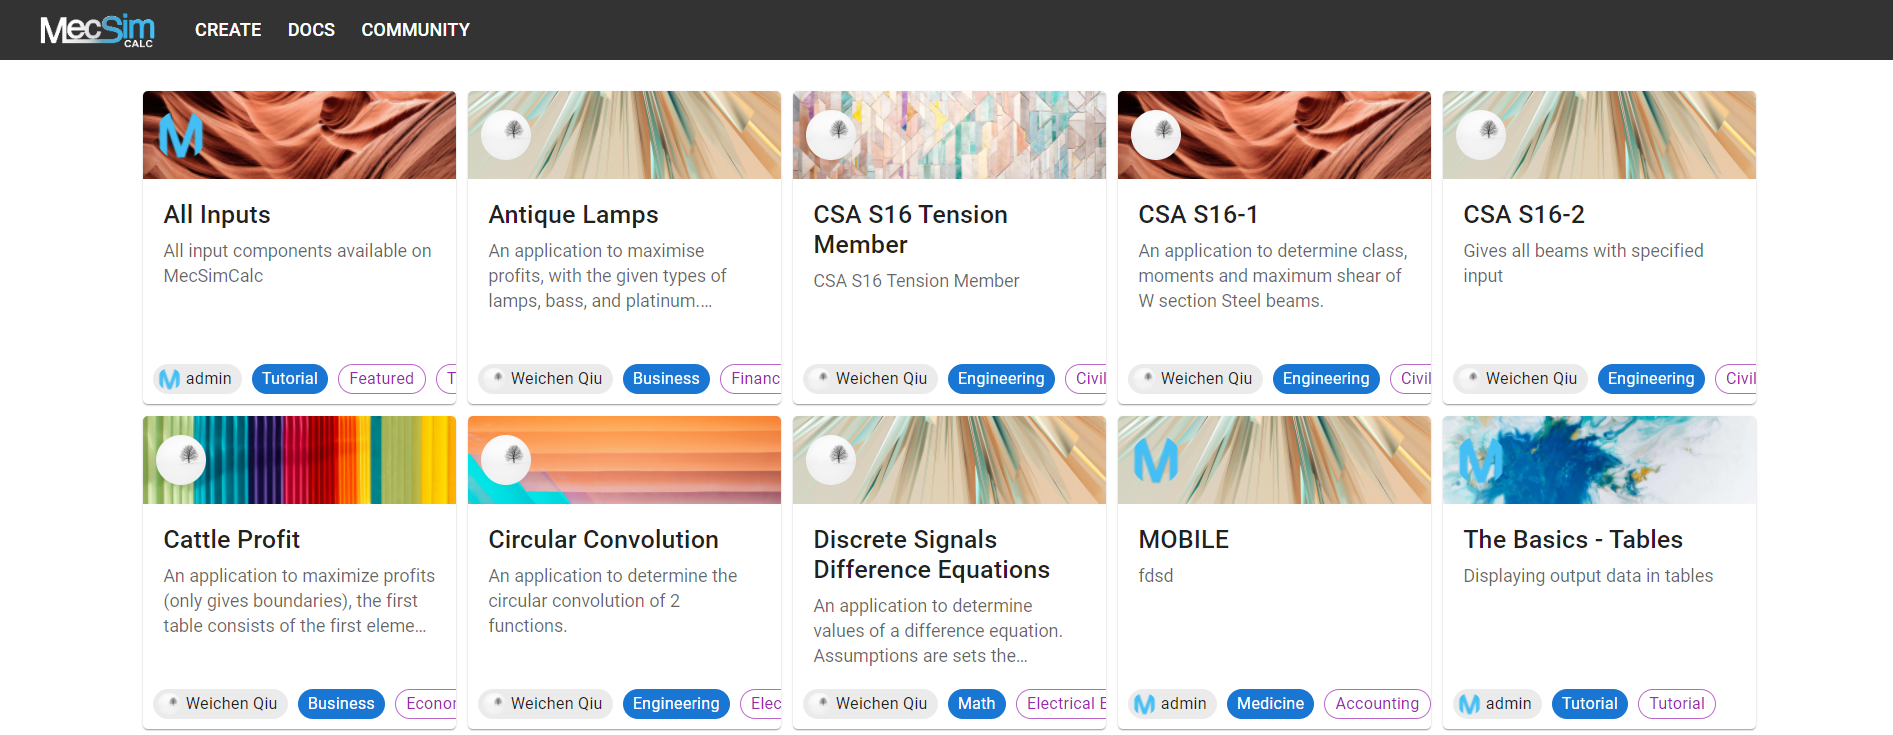 MecSim CALC
CREATE DOCS COMMUNITY
All Inputs
All input components available on
MecSimCalc
admin Tutorial Featured T
Antique Lamps
An application to maximise
profits, with the given types of
lamps, bass, and platinum....
Weichen Qiu Business Financ
CSA S16 Tension
Member
CSA S16 Tension Member
Weichen Qiu Engineering Civil
CSA S16-1
An application to determine class,
moments and maximum shear of
W section Steel beams.
Weichen Qiu Engineering Civil
CSA S16-2
Gives all beams with specified
input
Weichen Qiu Engineering Civil
Cattle Profit
An application to maximize profits
(only gives boundaries), the first
table consists of the first eleme...
Weichen Qiu Business Econor
Circular Convolution
An application to determine the
circular convolution of 2
functions.
Weichen Qiu Engineering Elec
Discrete Signals
Difference Equations
An application to determine
values of a difference equation.
Assumptions are sets the...
Weichen Qiu Math Electrical E
MOBILE
fdsd
admin Medicine Accounting
The Basics - Tables
Displaying output data in tables
admin Tutorial Tutorial